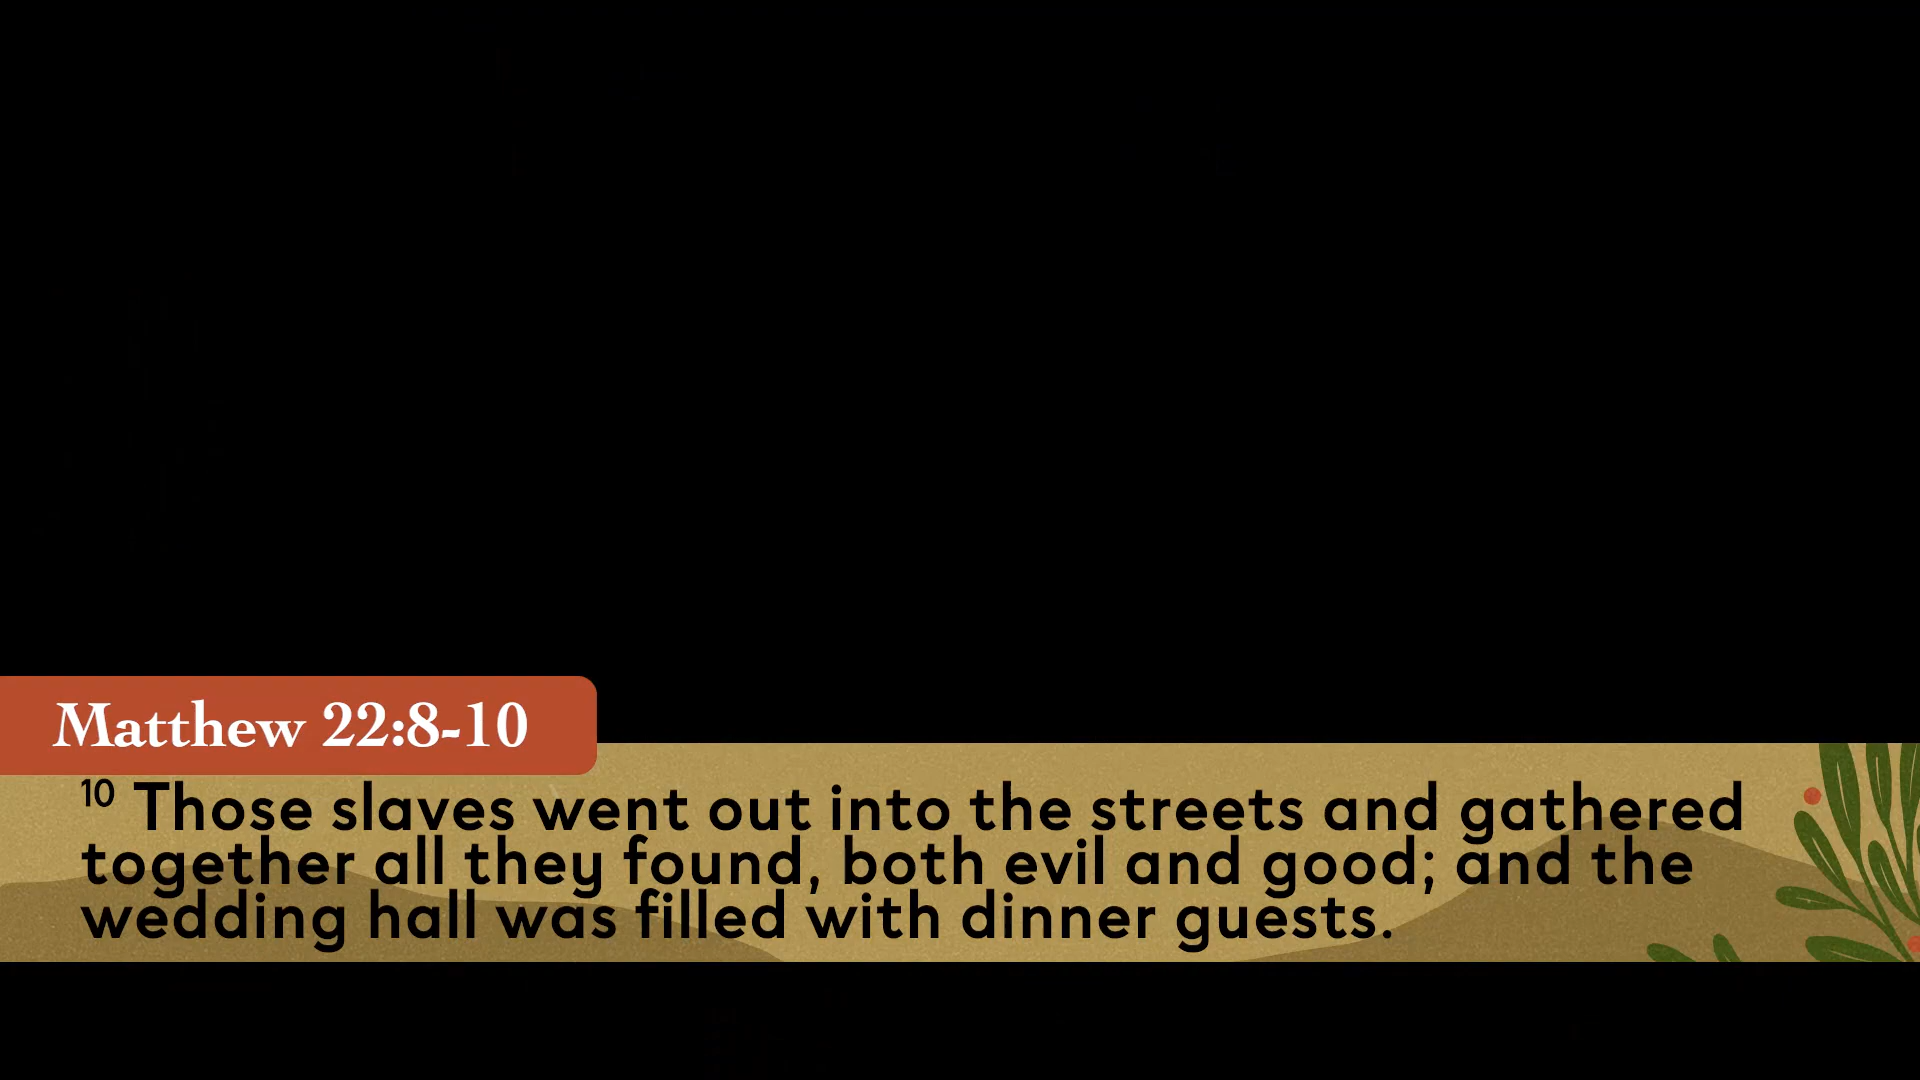 Matthew 22:8-10
10 Those slaves went out into the streets and gathered
together all they found, both evil and good; and the
wedding hall was filled with dinner guests.